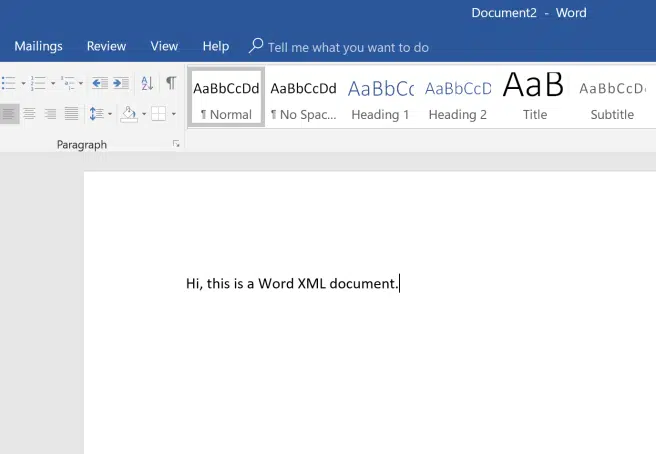 Document2 - Word
Mailings Review View Help Tell me what you want to do
AaBbCcDd AaBbCcDd AaBbCc AaBbCcD AaB AaBbCcD
¶ Normal ¶ No Spac... Heading 1 Heading 2 Title Subtitle
Paragraph
Hi, this is a Word XML document.